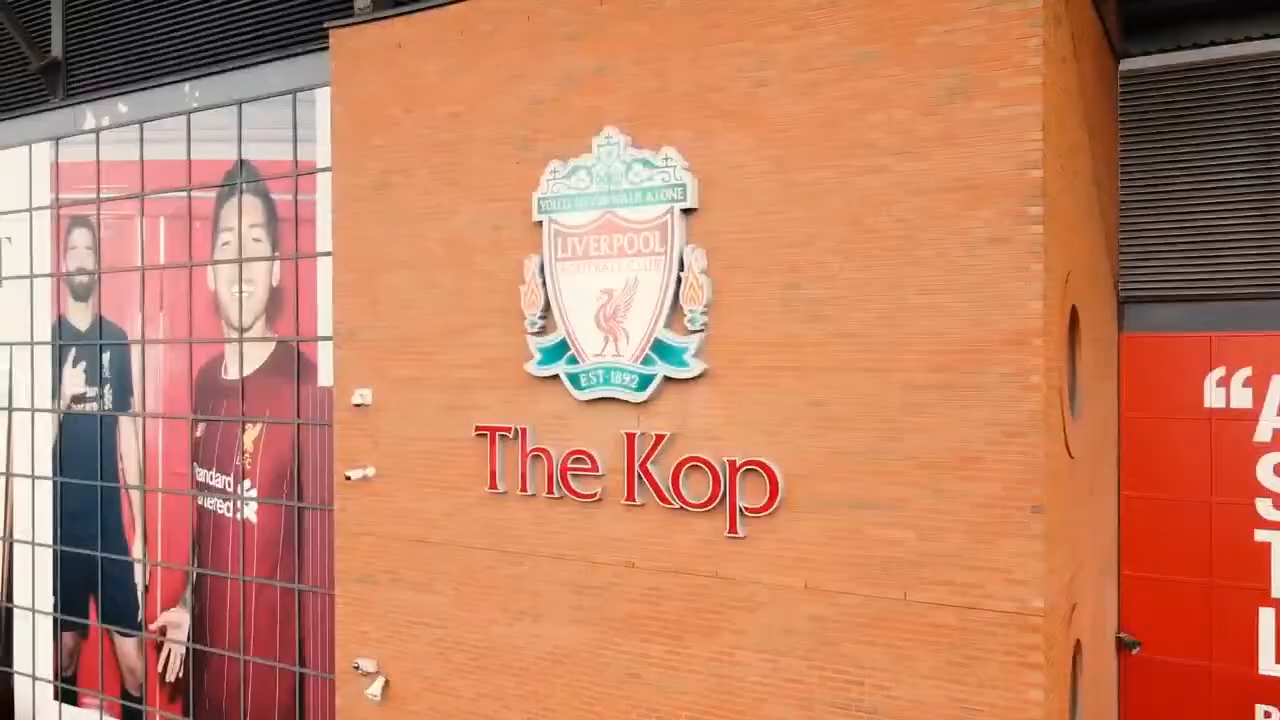 YOU'LL NEVER WALK ALONE
LIVERPOOL
FOOTBALL CLUB
EST·1892
The Kop
Standard
Chartered
“A
S
T
L